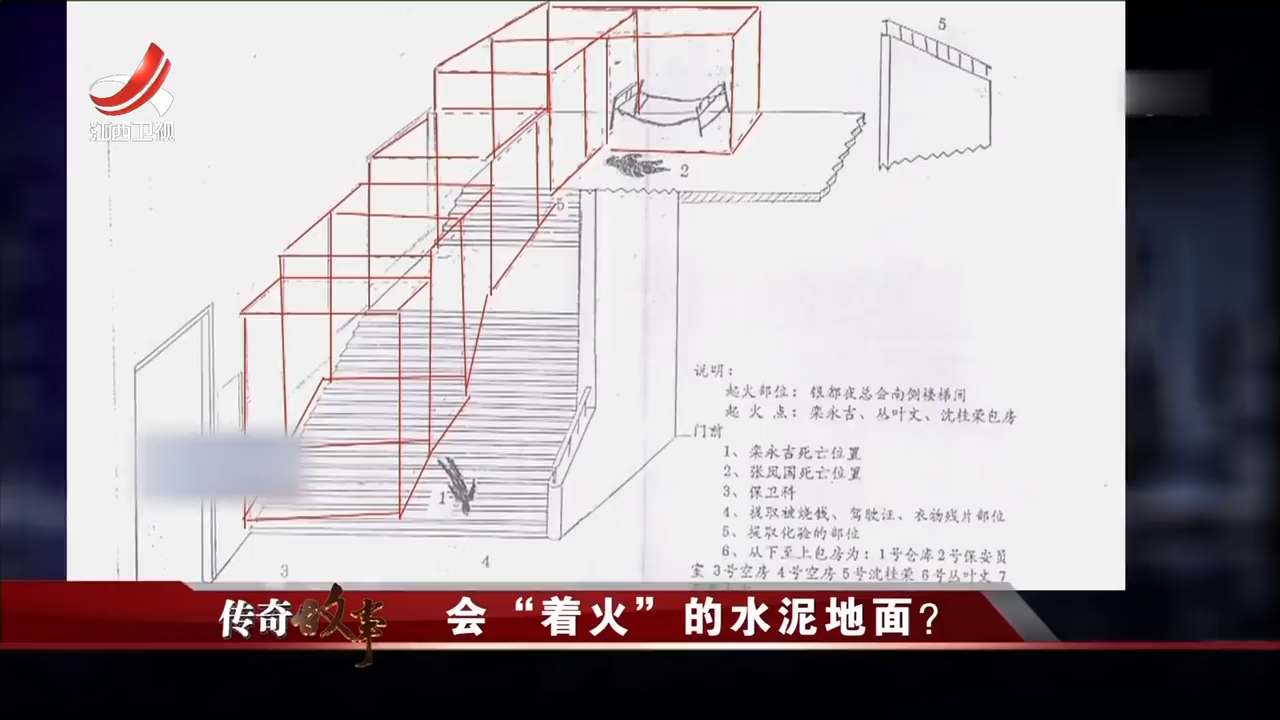 江西卫视
5
2
5
说明：
起火部位：银都夜总会南侧楼梯间
起 火 点：栾永吉、丛叶文、沈桂荣包房
门前
1、栾永吉死亡位置
2、张凤国死亡位置
3、保卫科
4、提取被烧钱、驾驶证、衣物残片部位
5、提取化验的部位
6、从下至上包房为：1号仓库2号保安员
室 3号空房 4号空房 5号沈桂荣 6号丛叶文 7
1
3
4
传奇故事
会“着火”的水泥地面？